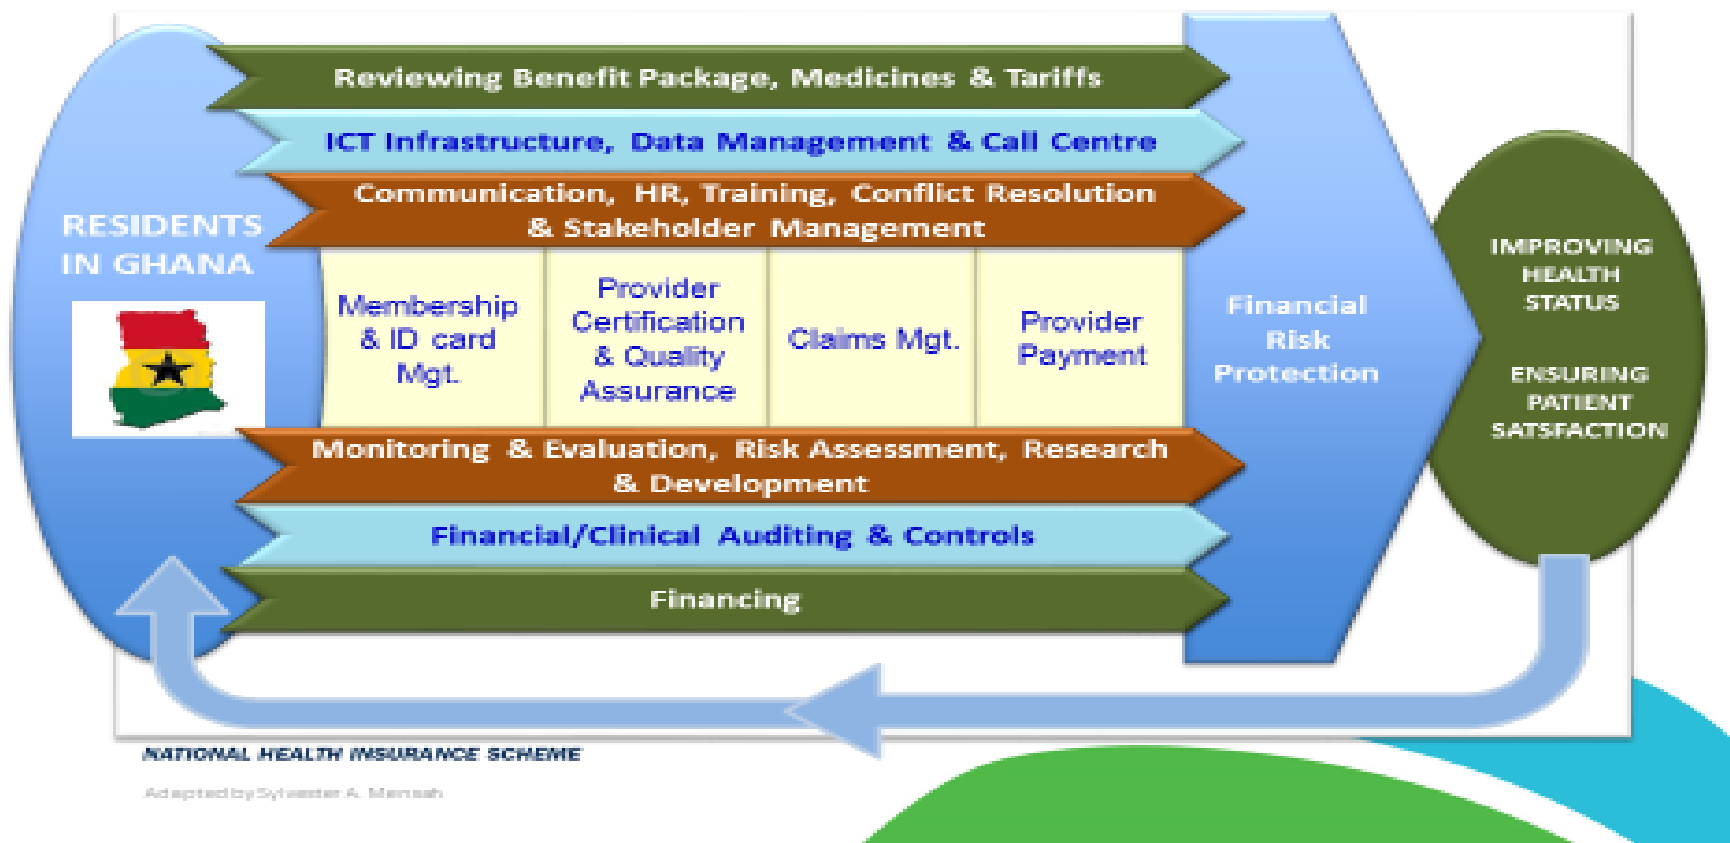 Reviewing Benefit Package, Medicines & Tariffs
ICT Infrastructure, Data Management & Call Centre
Communication, HR, Training, Conflict Resolution
& Stakeholder Management
RESIDENTS
IN GHANA
Membership
& ID card
Mgt.
Provider
Certification
& Quality
Assurance
Claims Mgt.
Provider
Payment
Financial
Risk
Protection
IMPROVING
HEALTH
STATUS
ENSURING
PATIENT
SATSFACTION
Monitoring & Evaluation, Risk Assessment, Research
& Development
Financial/Clinical Auditing & Controls
Financing
NATIONAL HEALTH INSURANCE SCHEME
Adapted by Sylvester A. Mensah